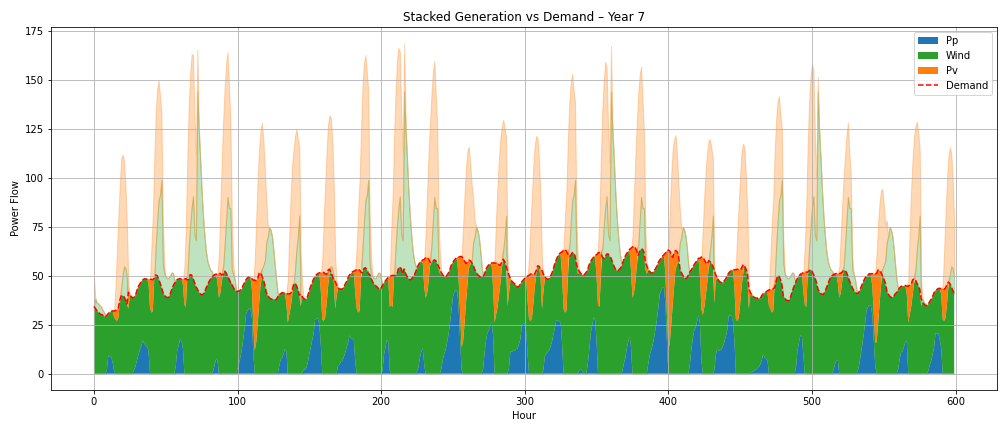 Stacked Generation vs Demand – Year 7
Pp
Wind
Pv
Demand
175
150
125
100
75
50
25
0
Power Flow
0 100 200 300 400 500 600
Hour